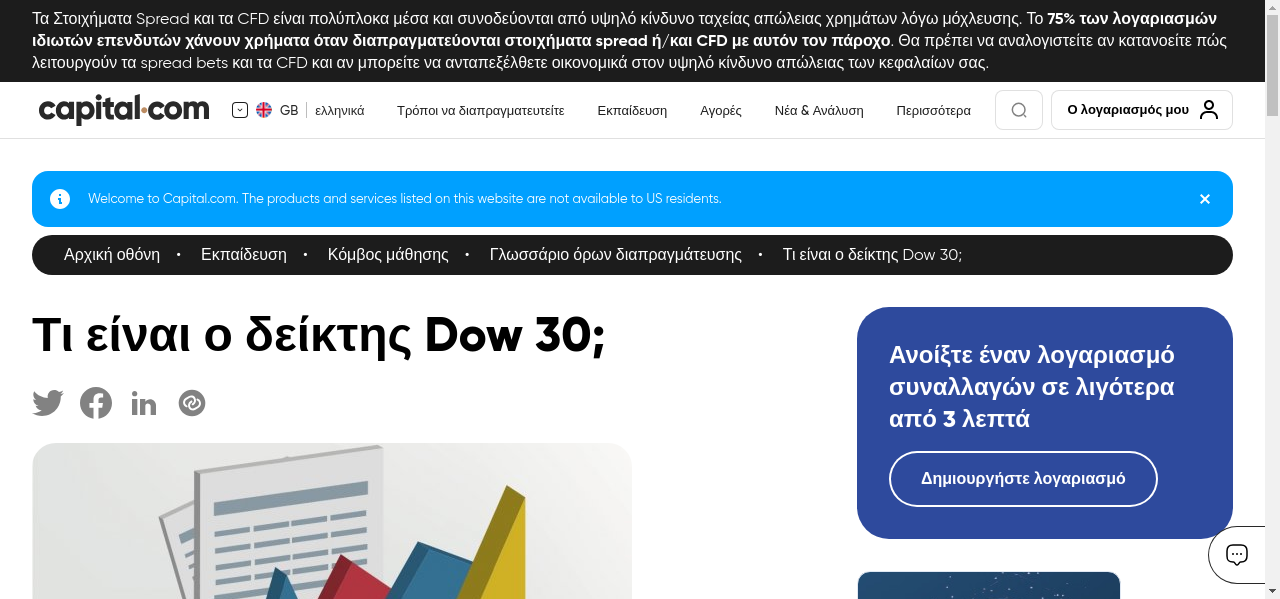 Τα Στοιχήματα Spread και τα CFD είναι πολύπλοκα μέσα και συνοδεύονται από υψηλό κίνδυνο ταχείας απώλειας χρημάτων λόγω μόχλευσης. Το 75% των λογαριασμών
ιδιωτών επενδυτών χάνουν χρήματα όταν διαπραγματεύονται στοιχήματα spread ή/και CFD με αυτόν τον πάροχο. Θα πρέπει να αναλογιστείτε αν κατανοείτε πώς
λειτουργούν τα spread bets και τα CFD και αν μπορείτε να ανταπεξέλθετε οικονομικά στον υψηλό κίνδυνο απώλειας των κεφαλαίων σας.
capital.com GB ελληνικά Τρόποι να διαπραγματευτείτε Εκπαίδευση Αγορές Νέα & Ανάλυση Περισσότερα Ο λογαριασμός μου
Welcome to Capital.com. The products and services listed on this website are not available to US residents.
Αρχική οθόνη • Εκπαίδευση • Κόμβος μάθησης • Γλωσσάριο όρων διαπραγμάτευσης • Τι είναι ο δείκτης Dow 30;
Τι είναι ο δείκτης Dow 30;
Ανοίξτε έναν λογαριασμό
συναλλαγών σε λιγότερα
από 3 λεπτά
Δημιουργήστε λογαριασμό